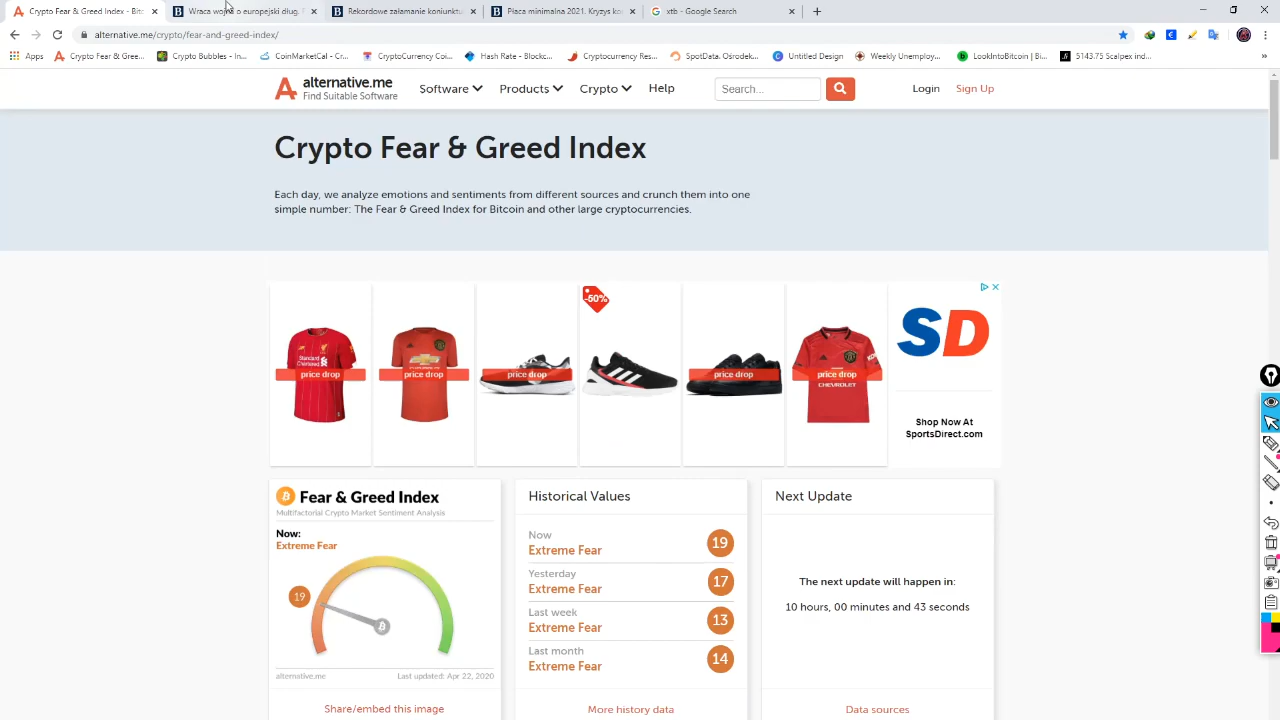 Crypto Fear & Greed Index - Bitc
Wraca wojna o europejski dług. F
Rekordowe załamanie koniunktu
Płaca minimalna 2021. Kryzys ko
xtb - Google Search
alternative.me/crypto/fear-and-greed-index/
Apps
Crypto Fear & Gree...
Crypto Bubbles - In...
CoinMarketCal - Cr...
CryptoCurrency Coi...
Hash Rate - Blockc...
Cryptocurrency Res...
SpotData. Ośrodek...
Untitled Design
Weekly Unemploy...
LookIntoBitcoin | Bi...
5143.75 Scalpex ind...
»
alternative.me
Find Suitable Software
Software
Products
Crypto
Help
Search...
Login
Sign Up
Crypto Fear & Greed Index
Each day, we analyze emotions and sentiments from different sources and crunch them into one
simple number: The Fear & Greed Index for Bitcoin and other large cryptocurrencies.
price drop
price drop
price drop
-50%
price drop
price drop
Standard Chartered
CHEVROLET
SD
Shop Now At
SportsDirect.com
Fear & Greed Index
Multifactorial Crypto Market Sentiment Analysis
Now:
Extreme Fear
19
alternative.me
Last updated: Apr 22, 2020
Share/embed this image
Historical Values
Now
Extreme Fear
19
Yesterday
Extreme Fear
17
Last week
Extreme Fear
13
Last month
Extreme Fear
14
More history data
Next Update
The next update will happen in:
10 hours, 00 minutes and 43 seconds
Data sources